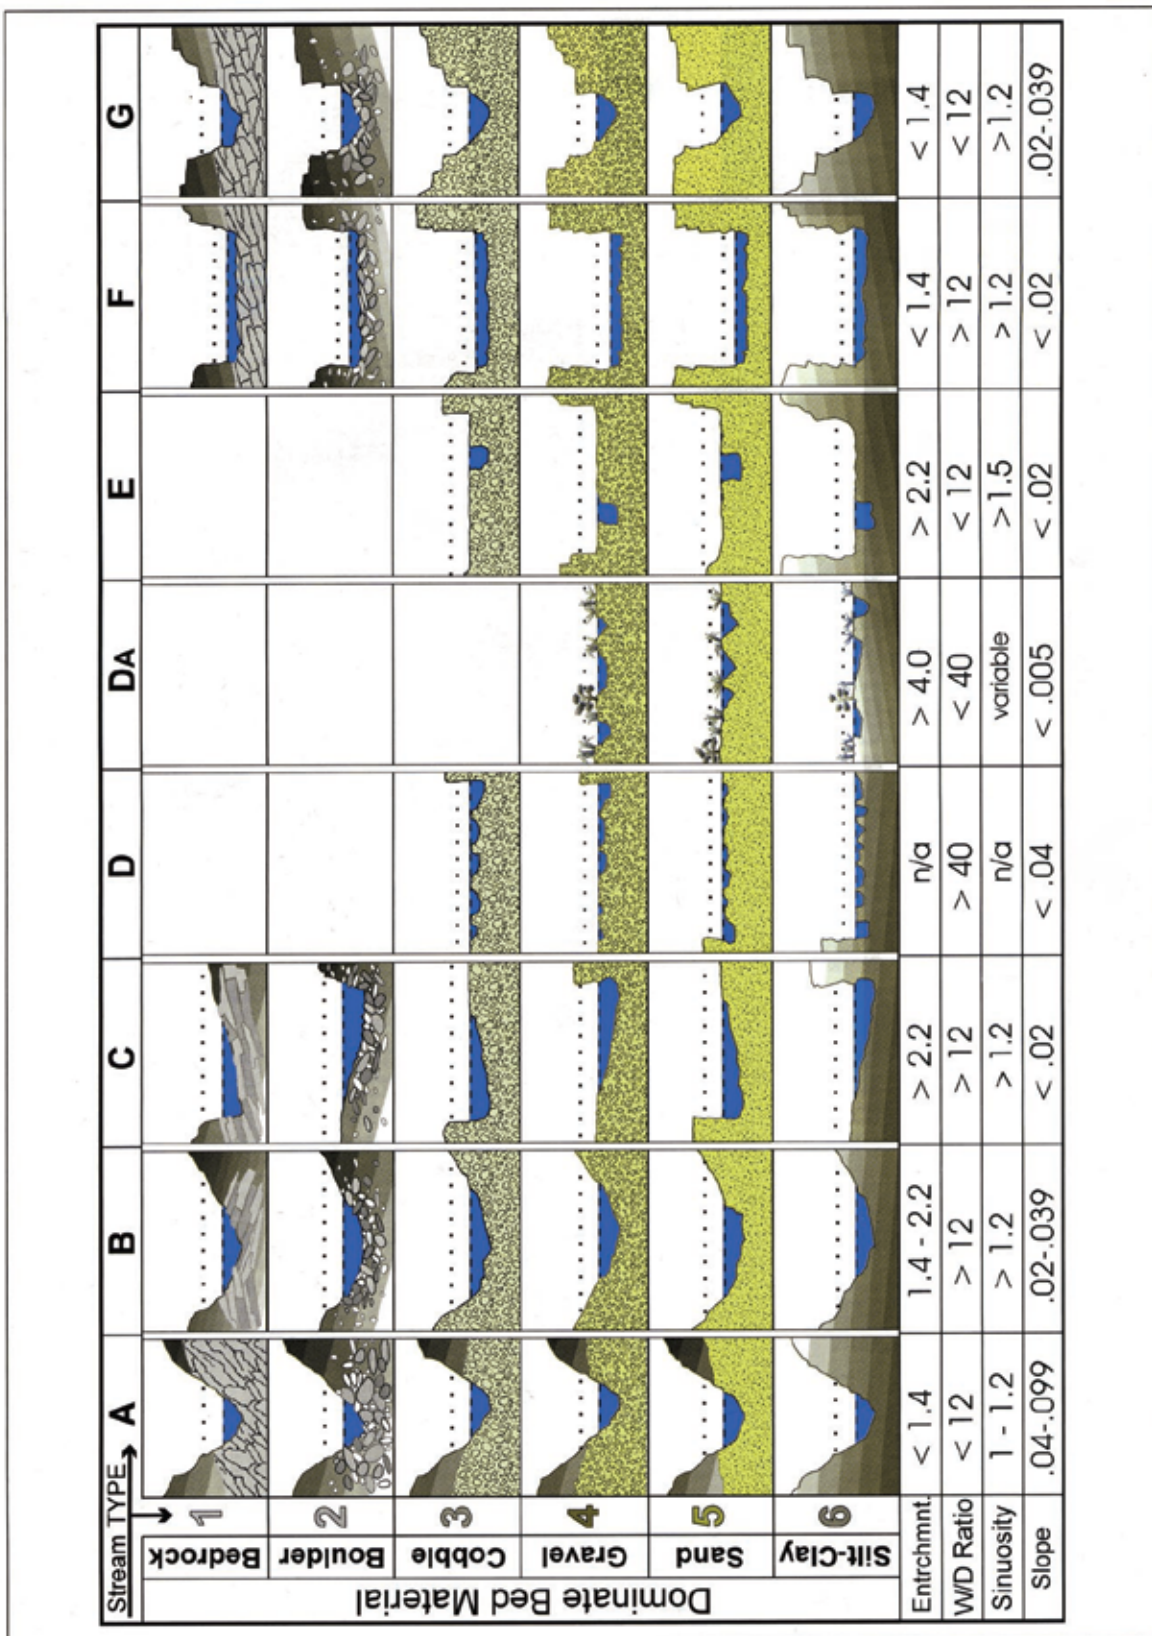 Stream TYPE A B C D DA E F G
Dominate Bed Material
Bedrock 1
Boulder 2
Cobble 3
Gravel 4
Sand 5
Silt-Clay 6
Entrchmnt. < 1.4 1.4 - 2.2 > 2.2 n/a > 4.0 > 2.2 < 1.4 < 1.4
W/D Ratio < 12 > 12 > 12 > 40 < 40 < 12 > 12 < 12
Sinuosity 1 - 1.2 > 1.2 > 1.2 n/a variable > 1.5 > 1.2 > 1.2
Slope .04-.099 .02-.039 < .02 < .04 < .005 < .02 < .02 .02-.039